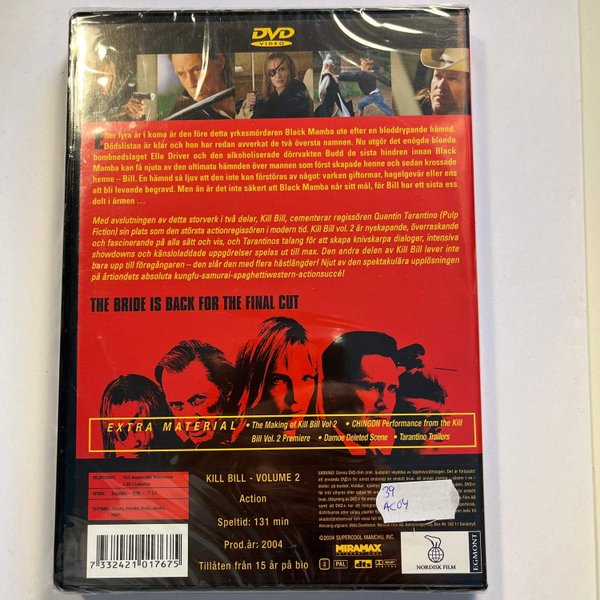 DVD
VIDEO
Efter fyra år i koma är den före detta yrkesmördaren Black Mamba ute efter en bloddrypande hämnd.
Dödslistan är klar och hon har redan avverkat de två översta namnen. Nu utgör det enögda blonda
bombnedslaget Elle Driver och den alkoholiserade dörrvakten Budd de sista hindren innan Black
Mamba kan få njuta av den ultimata hämnden över mannen som först skapade henne och sedan krossade
henne – Bill. En hämnd så ljuv att den inte kan förstöras av något: varken giftormar, hagelgevär eller ens
att bli levande begravd. Men än är det inte säkert att Black Mamba når sitt mål, för Bill har ett sista ess
dolt i ärmen ...
Med avslutningen av detta storverk i två delar, Kill Bill, cementerar regissören Quentin Tarantino (Pulp
Fiction) sin plats som den största actionregissören i modern tid. Kill Bill vol. 2 är nyskapande, överraskande
och fascinerande på alla sätt och vis, och Tarantinos talang för att skapa knivskarpa dialoger, intensiva
showdowns och känsloladdade uppgörelser spelas ut till max. Den andra delen av Kill Bill lever inte
bara upp till föregångaren – den slår den med flera hästlängder! Njut av den spektakulära upplösningen
på årtiondets absolute kungfu-samurai-spaghettiwestern-actionsuccé!
THE BRIDE IS BACK FOR THE FINAL CUT
EXTRA MATERIAL • The Making of Kill Bill Vol 2 • CHINGON Performance from the Kill
Bill Vol. 2 Premiere • Damoe Deleted Scene • Tarantino Trailers
KILL BILL - VOLUME 2
Action
Speltid: 131 min
Prod.år: 2004
Tillåten från 15 år på bio
7 332421 017675
39
AC04
©2004 SUPERCOOL MANCHU, INC.
MIRAMAX
2 PAL dts DOLBY
NORDISK FILM
EGMONT